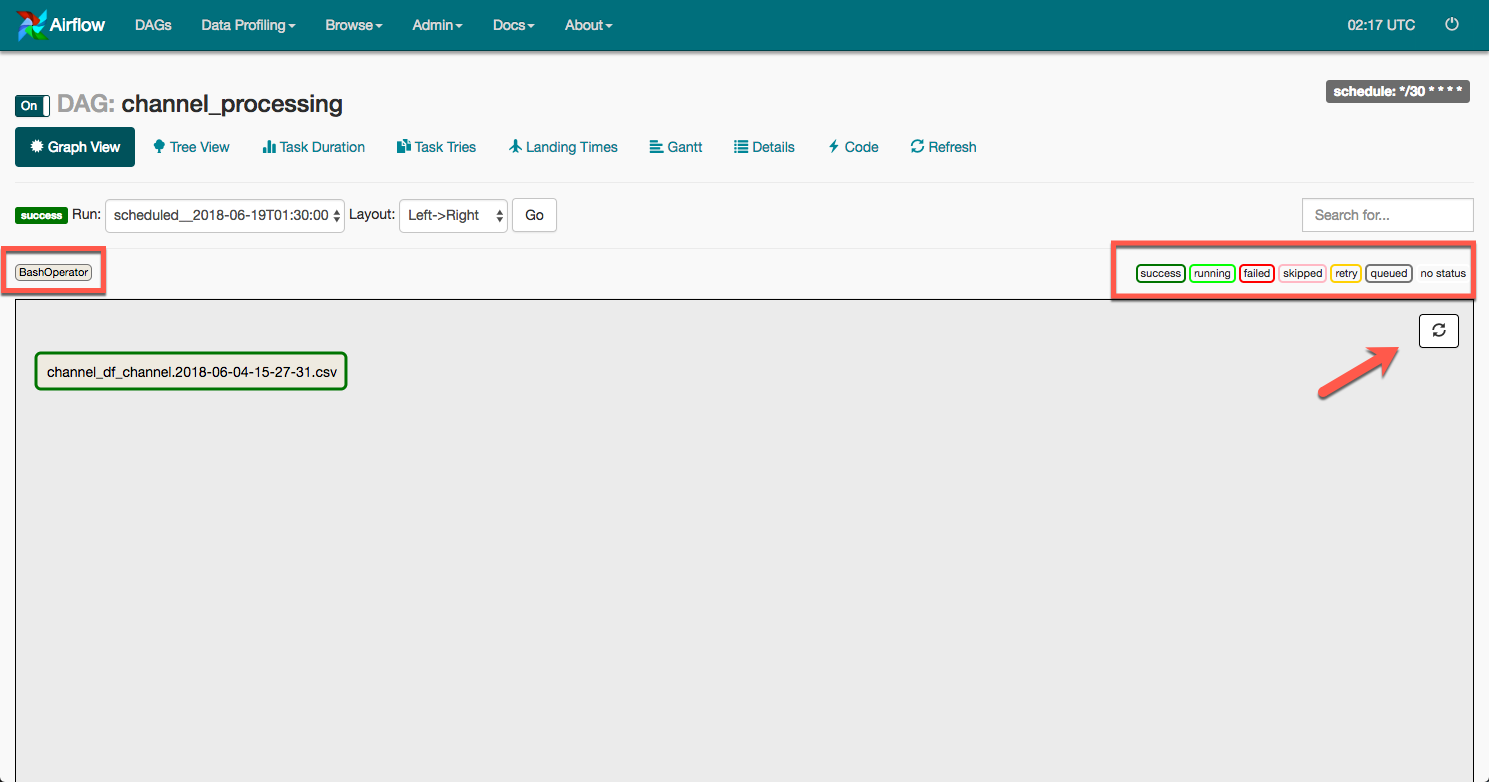 Airflow DAGs Data Profiling Browse Admin Docs About 02:17 UTC
On DAG: channel_processing schedule: */30 * * * *
Graph View Tree View Task Duration Task Tries Landing Times Gantt Details Code Refresh
success Run: scheduled__2018-06-19T01:30:00 Layout: Left->Right Go Search for...
BashOperator success running failed skipped retry queued no status
channel_df_channel.2018-06-04-15-27-31.csv